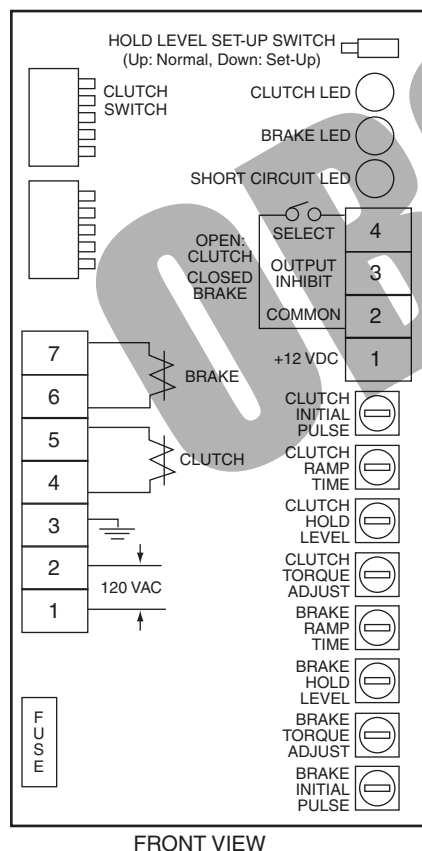 HOLD LEVEL SET-UP SWITCH
(Up: Normal, Down: Set-Up)
CLUTCH
SWITCH
CLUTCH LED
BRAKE LED
SHORT CIRCUIT LED
SELECT
OPEN:
CLUTCH
CLOSED
BRAKE
OUTPUT
INHIBIT
COMMON
+12 VDC
4
3
2
1
7
6
5
4
3
2
1
BRAKE
CLUTCH
120 VAC
CLUTCH
INITIAL
PULSE
CLUTCH
RAMP
TIME
CLUTCH
HOLD
LEVEL
CLUTCH
TORQUE
ADJUST
BRAKE
RAMP
TIME
BRAKE
HOLD
LEVEL
BRAKE
TORQUE
ADJUST
BRAKE
INITIAL
PULSE
FUSE
FRONT VIEW